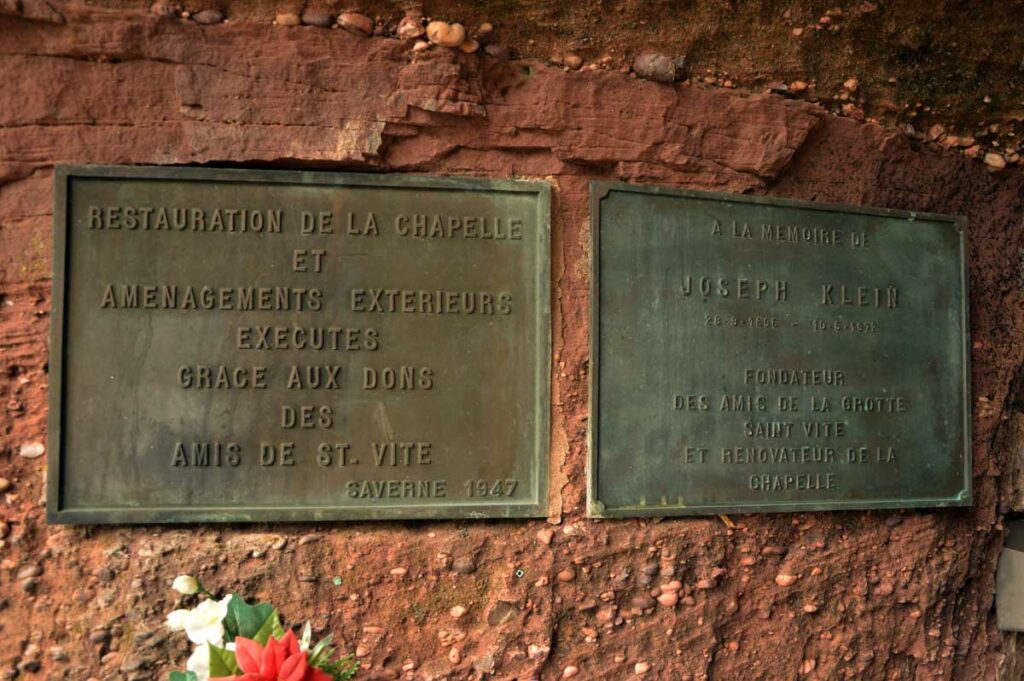 RESTAURATION DE LA CHAPELLE
ET
AMENAGEMENTS EXTERIEURS
EXECUTES
GRACE AUX DONS
DES
AMIS DE ST. VITE
SAVERNE 1947
A LA MEMOIRE DE
JOSEPH KLEIN
FONDATEUR
DES AMIS DE LA GROTTE
SAINT VITE
ET RENOVATEUR DE LA
CHAPELLE